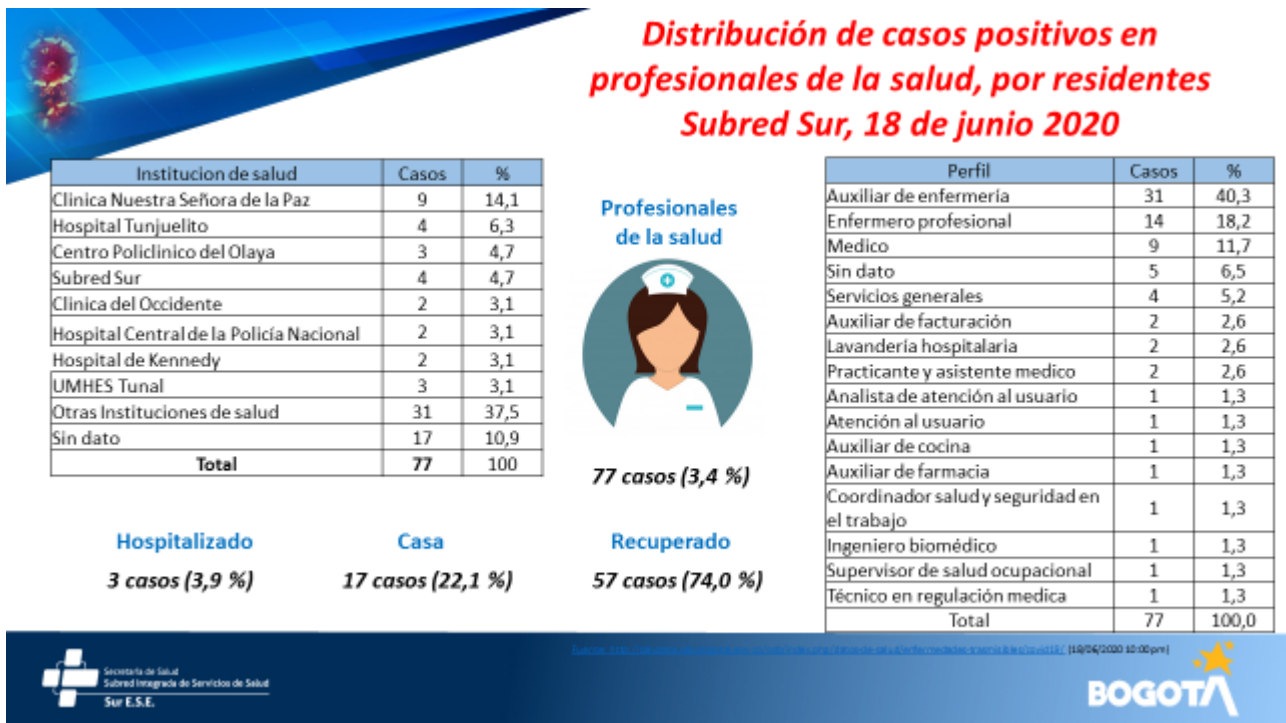 Distribución de casos positivos en
profesionales de la salud, por residentes
Subred Sur, 18 de junio 2020
Institucion de salud Casos %
Clinica Nuestra Señora de la Paz 9 14,1
Hospital Tunjuelito 4 6,3
Centro Policlinico del Olaya 3 4,7
Subred Sur 4 4,7
Clinica del Occidente 2 3,1
Hospital Central de la Policía Nacional 2 3,1
Hospital de Kennedy 2 3,1
UMHES Tunal 3 3,1
Otras Instituciones de salud 31 37,5
Sin dato 17 10,9
Total 77 100
Profesionales
de la salud
77 casos (3,4 %)
Hospitalizado
3 casos (3,9 %)
Casa
17 casos (22,1 %)
Recuperado
57 casos (74,0 %)
Perfil Casos %
Auxiliar de enfermería 31 40,3
Enfermero profesional 14 18,2
Medico 9 11,7
Sin dato 5 6,5
Servicios generales 4 5,2
Auxiliar de facturación 2 2,6
Lavandería hospitalaria 2 2,6
Practicante y asistente medico 2 2,6
Analista de atención al usuario 1 1,3
Atención al usuario 1 1,3
Auxiliar de cocina 1 1,3
Auxiliar de farmacia 1 1,3
Coordinador salud y seguridad en
el trabajo 1 1,3
Ingeniero biomédico 1 1,3
Supervisor de salud ocupacional 1 1,3
Técnico en regulación medica 1 1,3
Total 77 100,0
(18/06/2020 10:00pm)
Secretaría de Salud
Subred Integrada de Servicios de Salud
Sur E.S.E.
BOGOTÁ